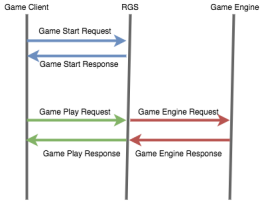 Game Client
RGS
Game Engine
Game Start Request
Game Start Response
Game Play Request
Game Engine Request
Game Play Response
Game Engine Response